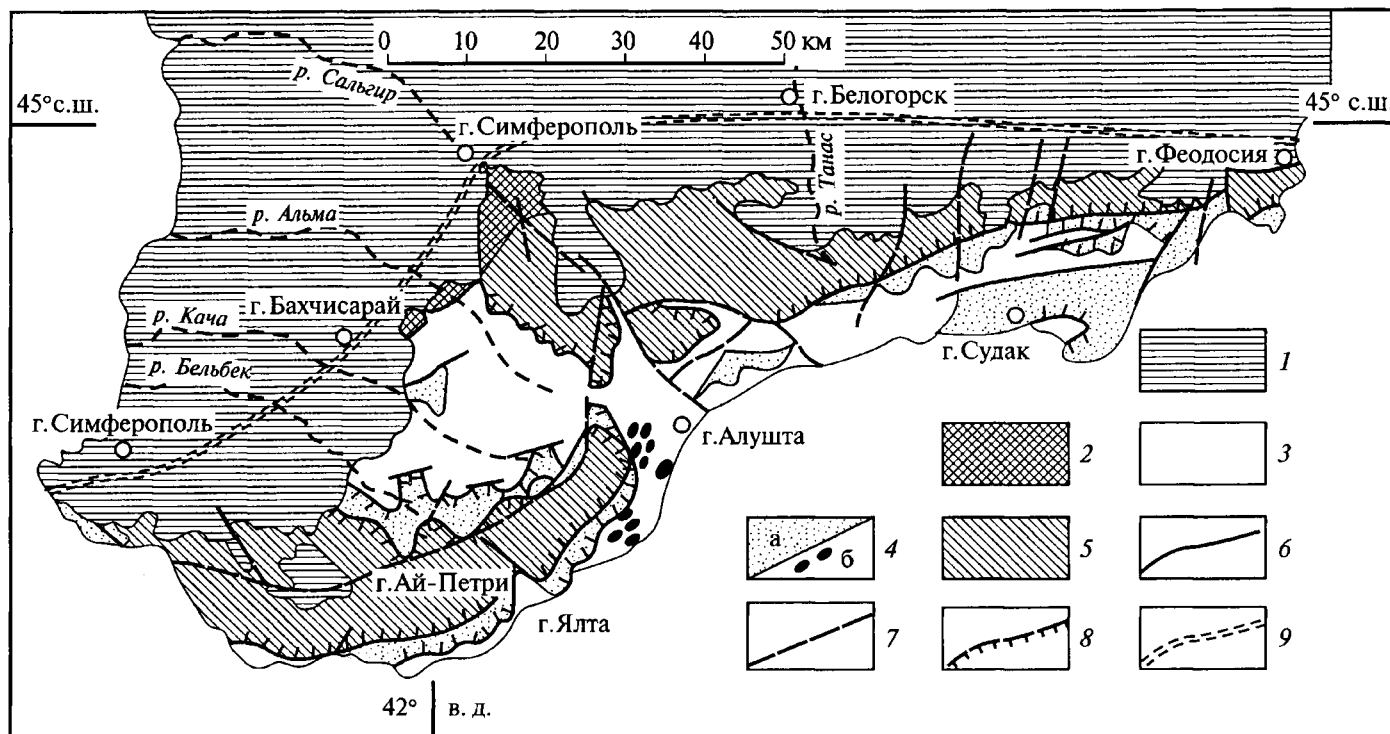 0 10 20 30 40 50 км
р. Сальгир
45° с.ш.
45° с.ш.
г. Белогорск
г. Симферополь
р. Танас
г. Феодосия
р. Альма
г. Бахчисарай
р. Кача
р. Бельбек
г. Судак
1
г. Симферополь
г. Алушта
2
3
а
б
4
5
6
г. Ай-Петри
г. Ялта
7
8
9
42° в. д.